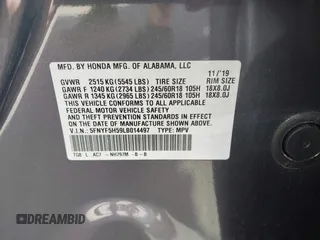 MFD. BY HONDA MFG. OF ALABAMA, LLC
11/'19
GVWR 2515 KG (5545 LBS) TIRE SIZE RIM SIZE
GAWR F 1240 KG (2734 LBS) 245/60R18 105H 18X8.0J
GAWR R 1345 KG (2965 LBS) 245/60R18 105H 18X8.0J
THIS VEHICLE CONFORMS TO ALL APPLICABLE
FEDERAL MOTOR VEHICLE SAFETY AND THEFT
PREVENTION STANDARDS IN EFFECT ON THE DATE OF
MANUFACTURE SHOWN ABOVE.
V.I.N.: 5FNYF5H59LB014497 TYPE: MPV
TGB L AC7 -NH797M -B-B
DREAMBID